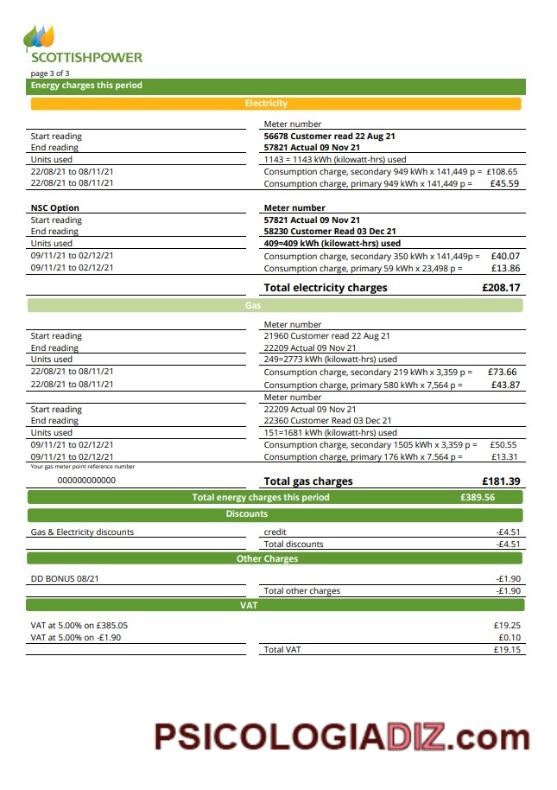 SCOTTISHPOWER
page 3 of 3
Energy charges this period
Electricity
Meter number
Start reading 56678 Customer read 22 Aug 21
End reading 57821 Actual 09 Nov 21
Units used 1143 = 1143 kWh (kilowatt-hrs) used
22/08/21 to 08/11/21 Consumption charge, secondary 949 kWh x 141,449 p = £108.65
22/08/21 to 08/11/21 Consumption charge, primary 949 kWh x 141,449 p = £45.59
NSC Option Meter number
Start reading 57821 Actual 09 Nov 21
End reading 58230 Customer Read 03 Dec 21
Units used 409=409 kWh (kilowatt-hrs) used
09/11/21 to 02/12/21 Consumption charge, secondary 350 kWh x 141,449p = £40.07
09/11/21 to 02/12/21 Consumption charge, primary 59 kWh x 23,498 p = £13.86
Total electricity charges £208.17
Gas
Meter number
Start reading 21960 Customer read 22 Aug 21
End reading 22209 Actual 09 Nov 21
Units used 249=2773 kWh (kilowatt-hrs) used
22/08/21 to 08/11/21 Consumption charge, secondary 219 kWh x 3,359 p = £73.66
22/08/21 to 08/11/21 Consumption charge, primary 580 kWh x 7,564 p = £43.87
Meter number
Start reading 22209 Actual 09 Nov 21
End reading 22360 Customer Read 03 Dec 21
Units used 151=1681 kWh (kilowatt-hrs) used
09/11/21 to 02/12/21 Consumption charge, secondary 1505 kWh x 3,359 p = £50.55
09/11/21 to 02/12/21 Consumption charge, primary 176 kWh x 7.564 p = £13.31
Your gas meter point reference number
000000000000 Total gas charges £181.39
Total energy charges this period £389.56
Discounts
Gas & Electricity discounts credit -£4.51
Total discounts -£4.51
Other Charges
DD BONUS 08/21 -£1.90
Total other charges -£1.90
VAT
VAT at 5.00% on £385.05 £19.25
VAT at 5.00% on -£1.90 £0.10
Total VAT £19.15
PSICOLOGIADIZ.com